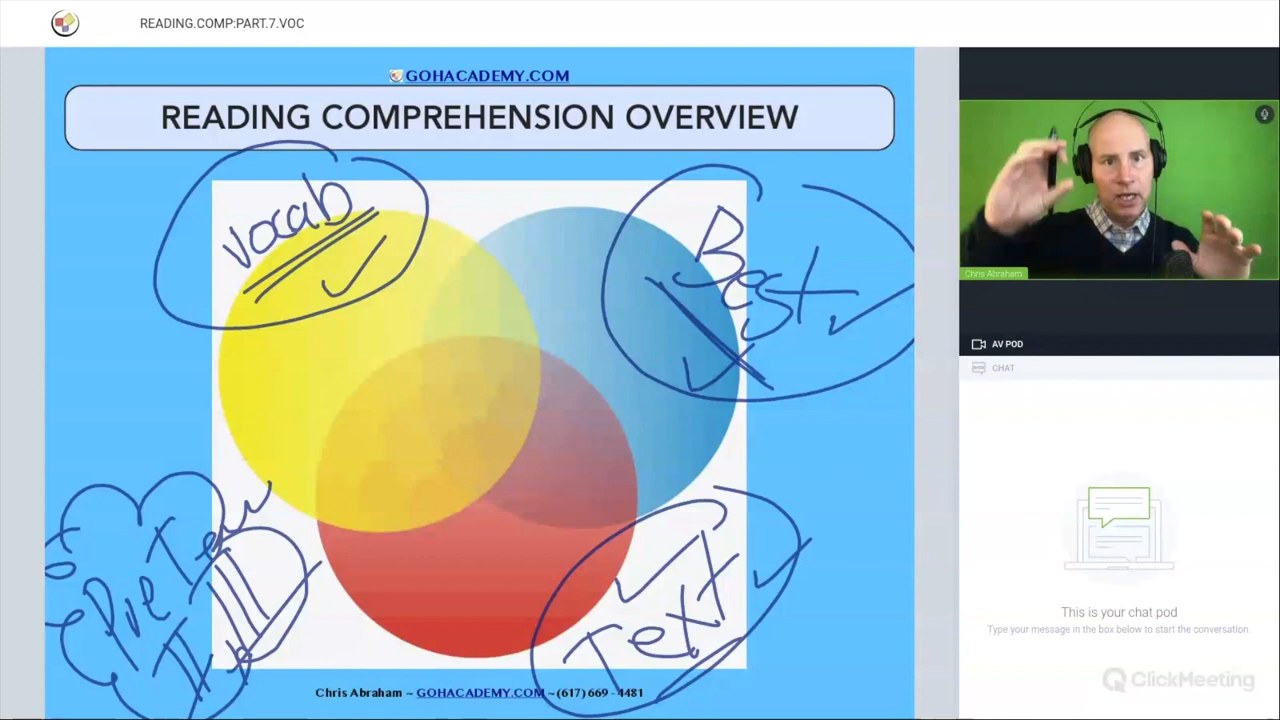 READING.COMP:PART.7.VOC
GOHACADEMY.COM
READING COMPREHENSION OVERVIEW
vocab
Best
Pre
Text
Chris Abraham ~ GOHACADEMY.COM ~ (617) 669 - 4481
Chris Abraham
AV POD
CHAT
This is your chat pod
Type your message in the box below to start the conversation.
ClickMeeting